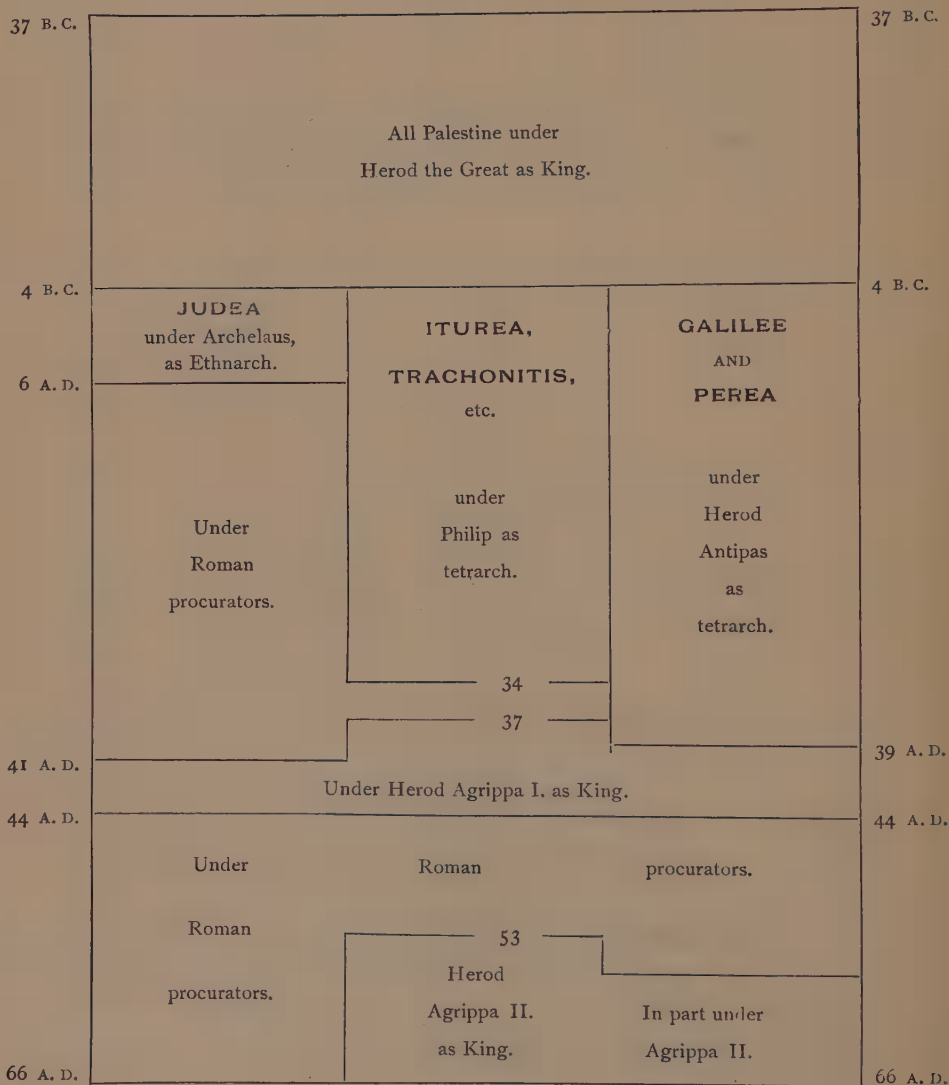 37 B. C.
37 B. C.
All Palestine under
Herod the Great as King.
4 B. C.
4 B. C.
JUDEA
under Archelaus,
as Ethnarch.
6 A. D.
Under
Roman
procurators.
ITUREA,
TRACHONITIS,
etc.
under
Philip as
tetrarch.
34
37
GALILEE
AND
PEREA
under
Herod
Antipas
as
tetrarch.
39 A. D.
41 A. D.
Under Herod Agrippa I. as King.
44 A. D.
44 A. D.
Under Roman procurators.
Roman
procurators.
53
Herod
Agrippa II.
as King.
In part under
Agrippa II.
66 A. D.
66 A. D.